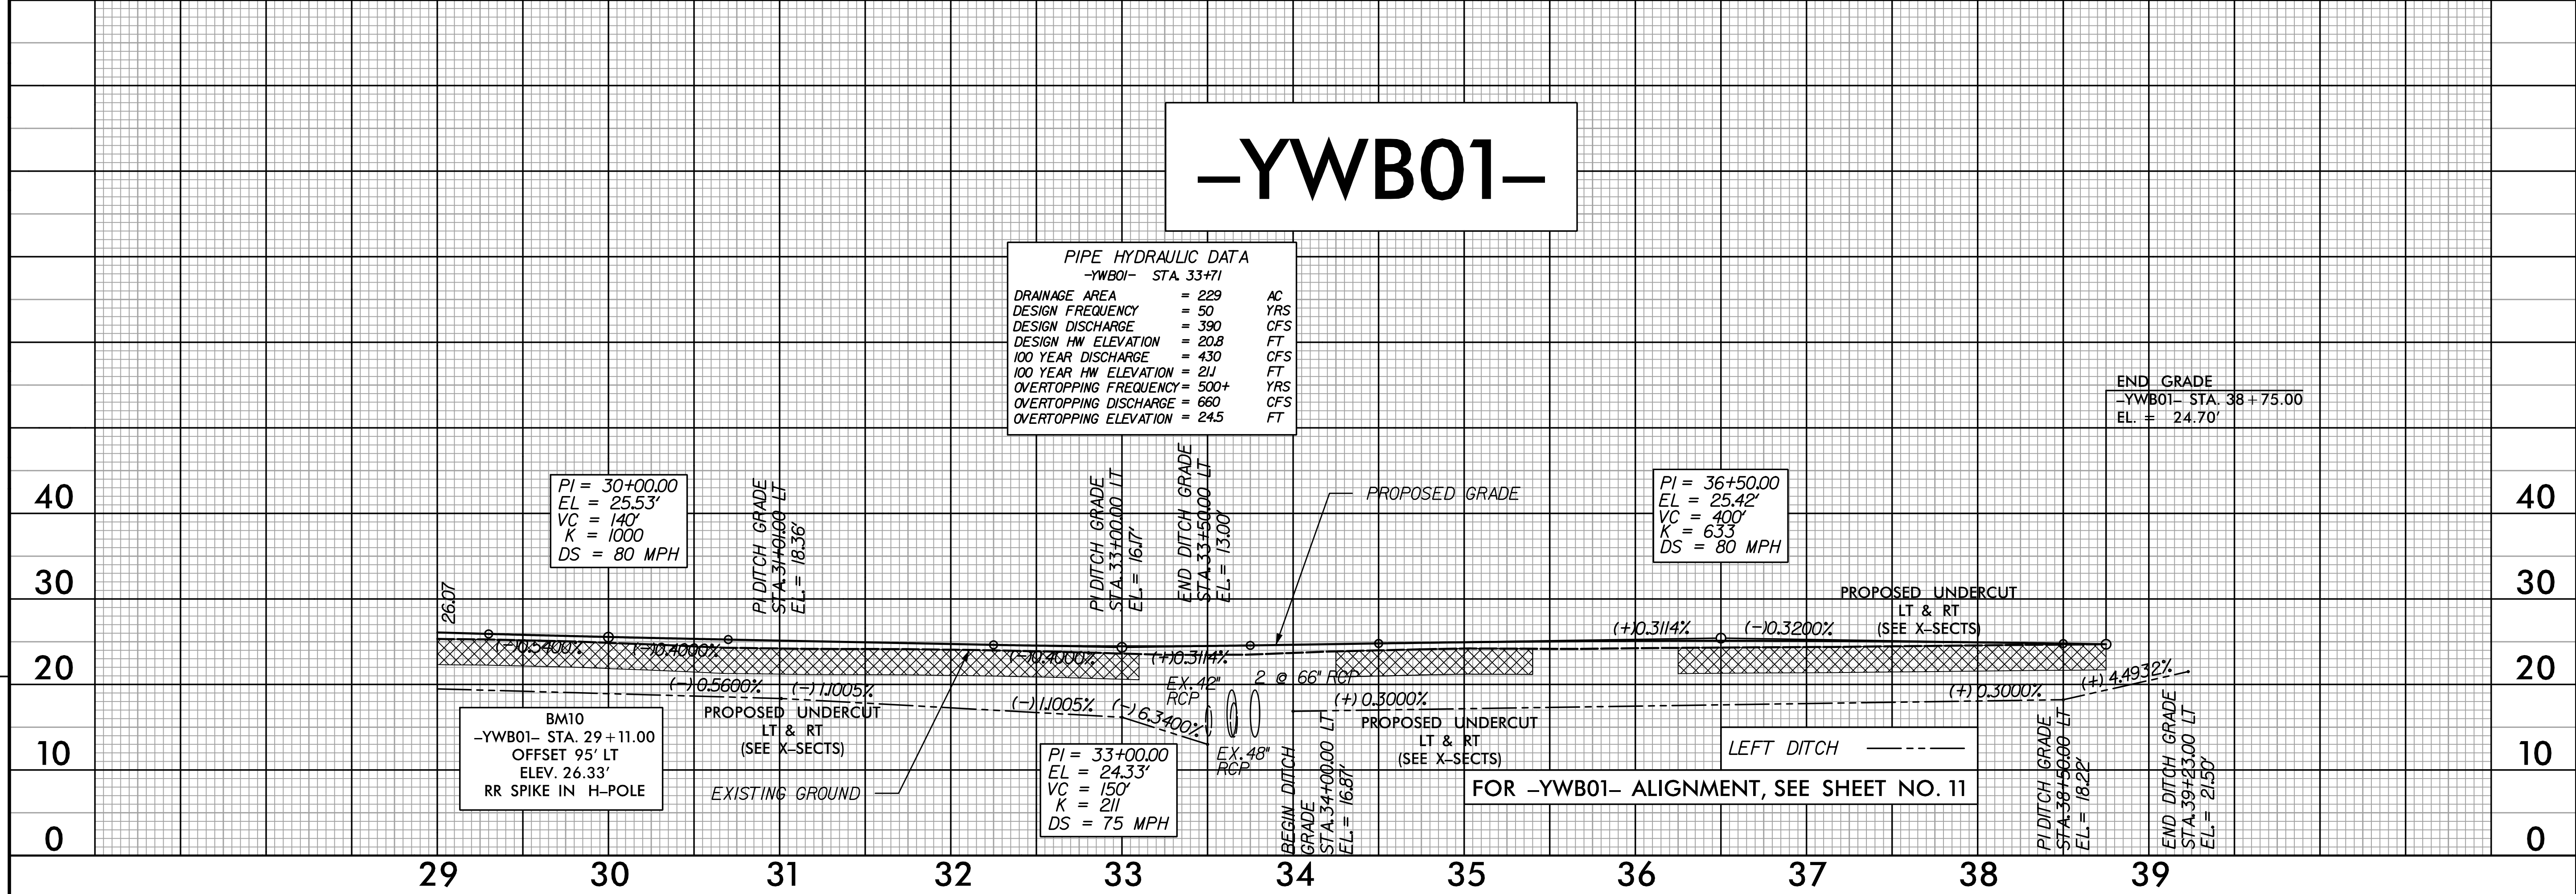 –YWB01–
PIPE HYDRAULIC DATA
-YWB01- STA. 33+71
DRAINAGE AREA = 229 AC
DESIGN FREQUENCY = 50 YRS
DESIGN DISCHARGE = 390 CFS
DESIGN HW ELEVATION = 20.8 FT
100 YEAR DISCHARGE = 430 CFS
100 YEAR HW ELEVATION = 21.1 FT
OVERTOPPING FREQUENCY = 500+ YRS
OVERTOPPING DISCHARGE = 660 CFS
OVERTOPPING ELEVATION = 24.5 FT
END GRADE
–YWB01– STA. 38+75.00
EL. = 24.70'
PI = 30+00.00
EL = 25.53'
VC = 140'
K = 1000
DS = 80 MPH
PI DITCH GRADE
STA.31+01.00 LT
EL.= 18.36'
PI DITCH GRADE
STA.33+00.00 LT
EL.= 16.17'
END DITCH GRADE
STA.33+50.00 LT
EL.= 13.00'
PROPOSED GRADE
PI = 36+50.00
EL = 25.42'
VC = 400'
K = 633
DS = 80 MPH
40
40
30
30
26.07
PROPOSED UNDERCUT
LT & RT
(SEE X–SECTS)
(-)0.5400%
(-)0.4000%
(-)0.4000%
(+)0.3114%
(+)0.3114%
(-)0.3200%
20
20
(-)0.5600%
(-)1.1005%
(-)1.1005%
(-)6.3400%
EX. 42"
RCP
2 @ 66" RCP
(+)0.3000%
(+)0.3000%
(+)4.4932%
BM10
–YWB01– STA. 29+11.00
OFFSET 95' LT
ELEV. 26.33'
RR SPIKE IN H–POLE
PROPOSED UNDERCUT
LT & RT
(SEE X–SECTS)
EXISTING GROUND
PI = 33+00.00
EL = 24.33'
VC = 150'
K = 211
DS = 75 MPH
EX.48"
RCP
BEGIN DITCH
GRADE
STA.34+00.00 LT
EL.= 16.87'
PROPOSED UNDERCUT
LT & RT
(SEE X–SECTS)
LEFT DITCH
FOR –YWB01– ALIGNMENT, SEE SHEET NO. 11
PI DITCH GRADE
STA.38+50.00 LT
EL.= 18.22'
END DITCH GRADE
STA.39+23.00 LT
EL.= 21.50'
10
10
0
0
29 30 31 32 33 34 35 36 37 38 39